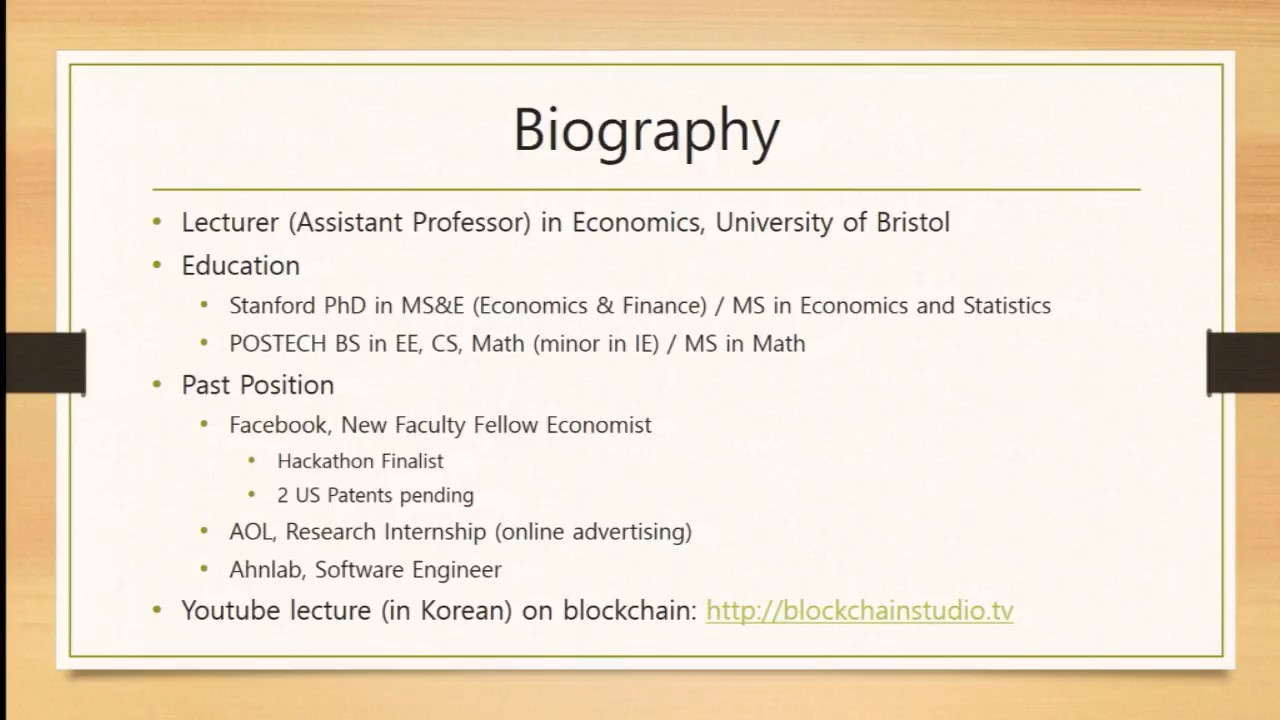 Biography
• Lecturer (Assistant Professor) in Economics, University of Bristol
• Education
• Stanford PhD in MS&E (Economics & Finance) / MS in Economics and Statistics
• POSTECH BS in EE, CS, Math (minor in IE) / MS in Math
• Past Position
• Facebook, New Faculty Fellow Economist
• Hackathon Finalist
• 2 US Patents pending
• AOL, Research Internship (online advertising)
• Ahnlab, Software Engineer
• Youtube lecture (in Korean) on blockchain: http://blockchainstudio.tv